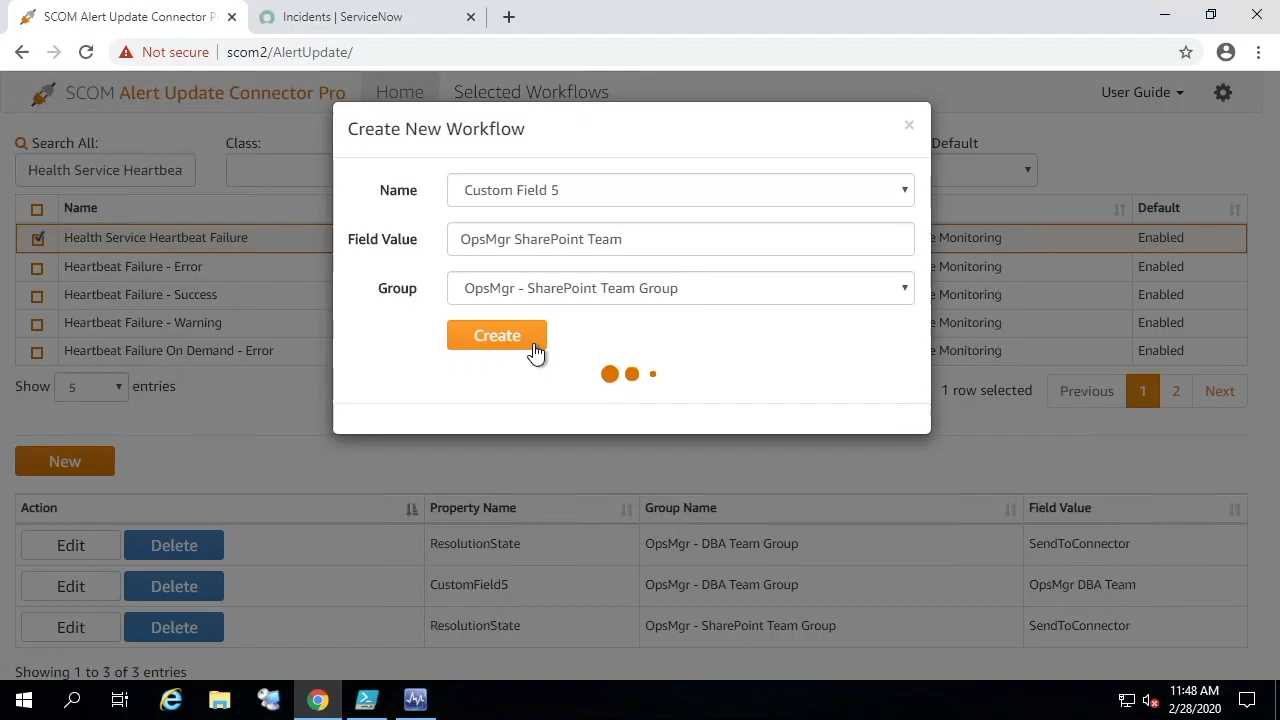 SCOM Alert Update Connector P
Incidents | ServiceNow
Not secure
scom2/AlertUpdate/
SCOM Alert Update Connector Pro
Home
Selected Workflows
User Guide
Create New Workflow
×
Search All:
Class:
Default
Health Service Heartbea
Name
Custom Field 5
Field Value
OpsMgr SharePoint Team
Group
OpsMgr - SharePoint Team Group
Create
Name
Default
Health Service Heartbeat Failure
e Monitoring
Enabled
Heartbeat Failure - Error
e Monitoring
Enabled
Heartbeat Failure - Success
e Monitoring
Enabled
Heartbeat Failure - Warning
e Monitoring
Enabled
Heartbeat Failure On Demand - Error
e Monitoring
Enabled
Show 5 entries
1 row selected
Previous 1 2 Next
New
Action Property Name Group Name Field Value
Edit Delete ResolutionState OpsMgr - DBA Team Group SendToConnector
Edit Delete CustomField5 OpsMgr - DBA Team Group OpsMgr DBA Team
Edit Delete ResolutionState OpsMgr - SharePoint Team Group SendToConnector
Showing 1 to 3 of 3 entries
11:48 AM
2/28/2020